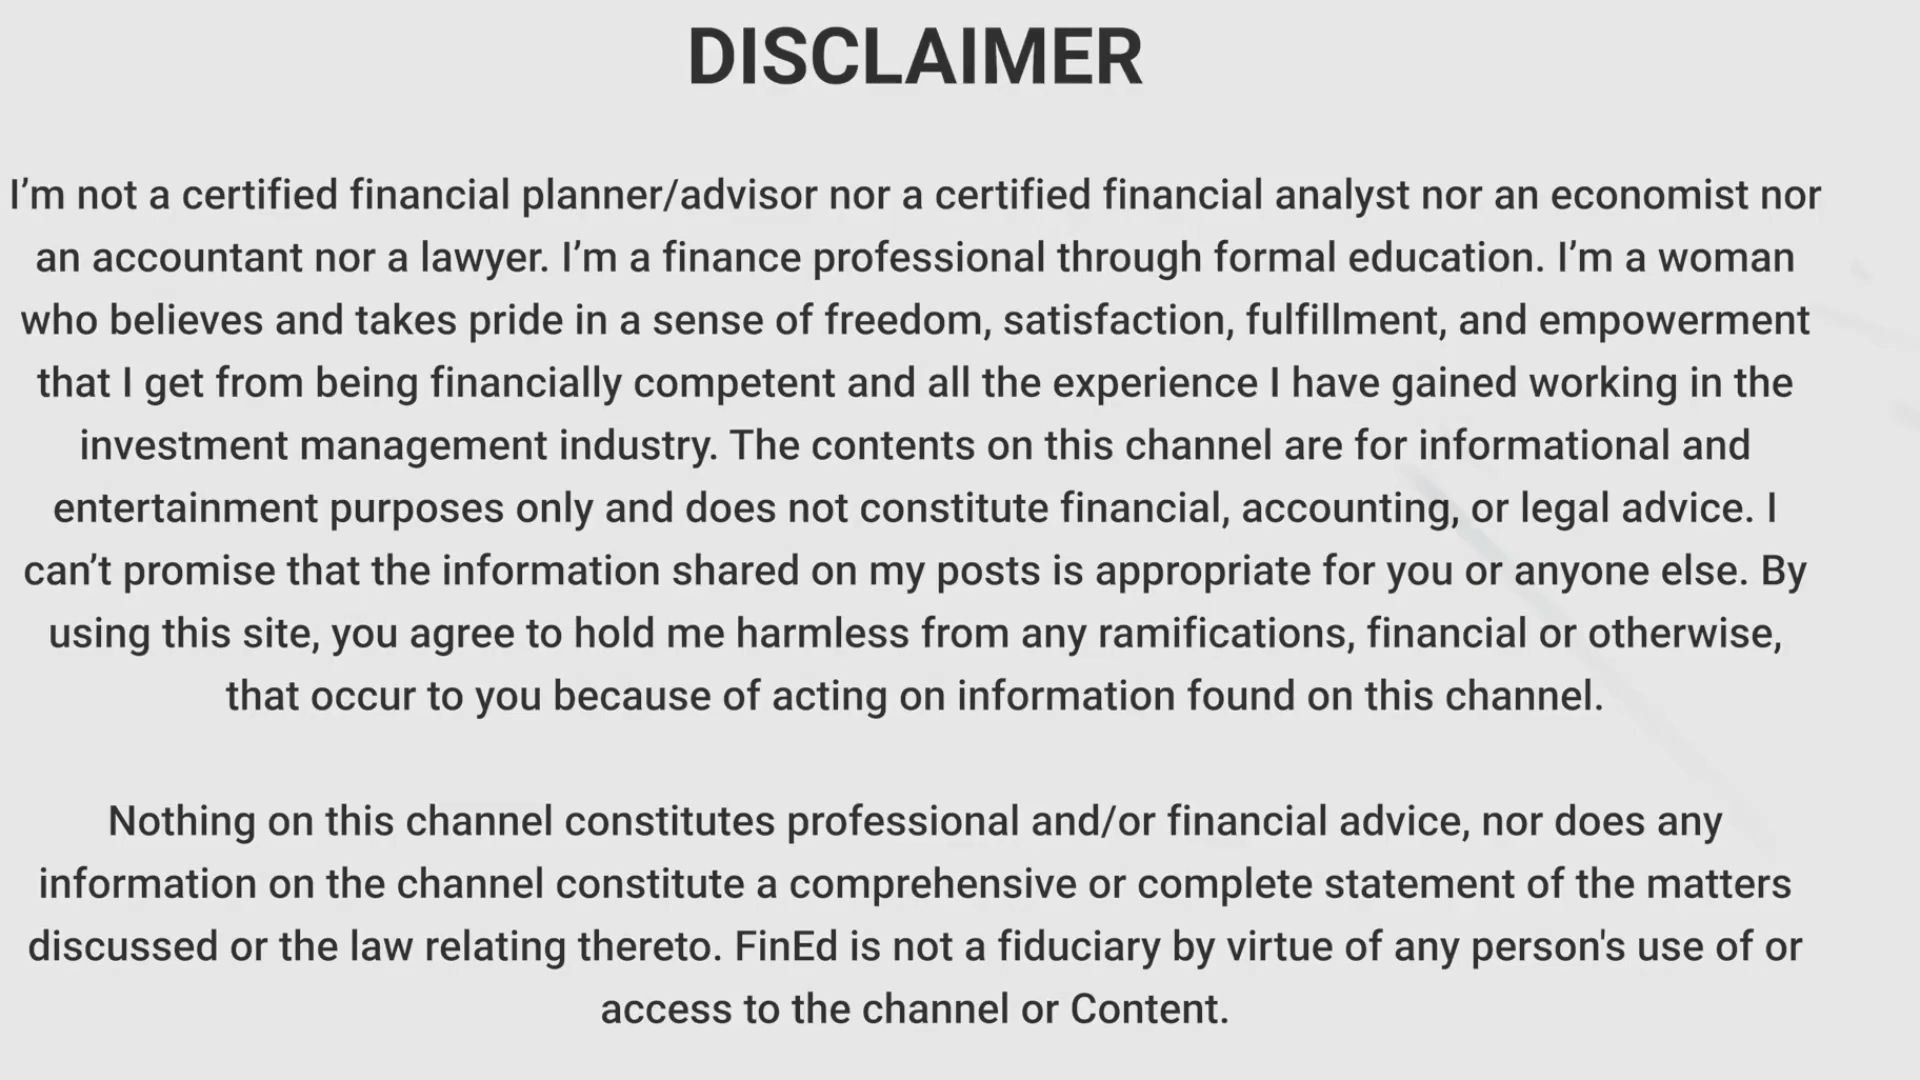 DISCLAIMER
I’m not a certified financial planner/advisor nor a certified financial analyst nor an economist nor
an accountant nor a lawyer. I’m a finance professional through formal education. I’m a woman
who believes and takes pride in a sense of freedom, satisfaction, fulfillment, and empowerment
that I get from being financially competent and all the experience I have gained working in the
investment management industry. The contents on this channel are for informational and
entertainment purposes only and does not constitute financial, accounting, or legal advice. I
can’t promise that the information shared on my posts is appropriate for you or anyone else. By
using this site, you agree to hold me harmless from any ramifications, financial or otherwise,
that occur to you because of acting on information found on this channel.
Nothing on this channel constitutes professional and/or financial advice, nor does any
information on the channel constitute a comprehensive or complete statement of the matters
discussed or the law relating thereto. FinEd is not a fiduciary by virtue of any person's use of or
access to the channel or Content.